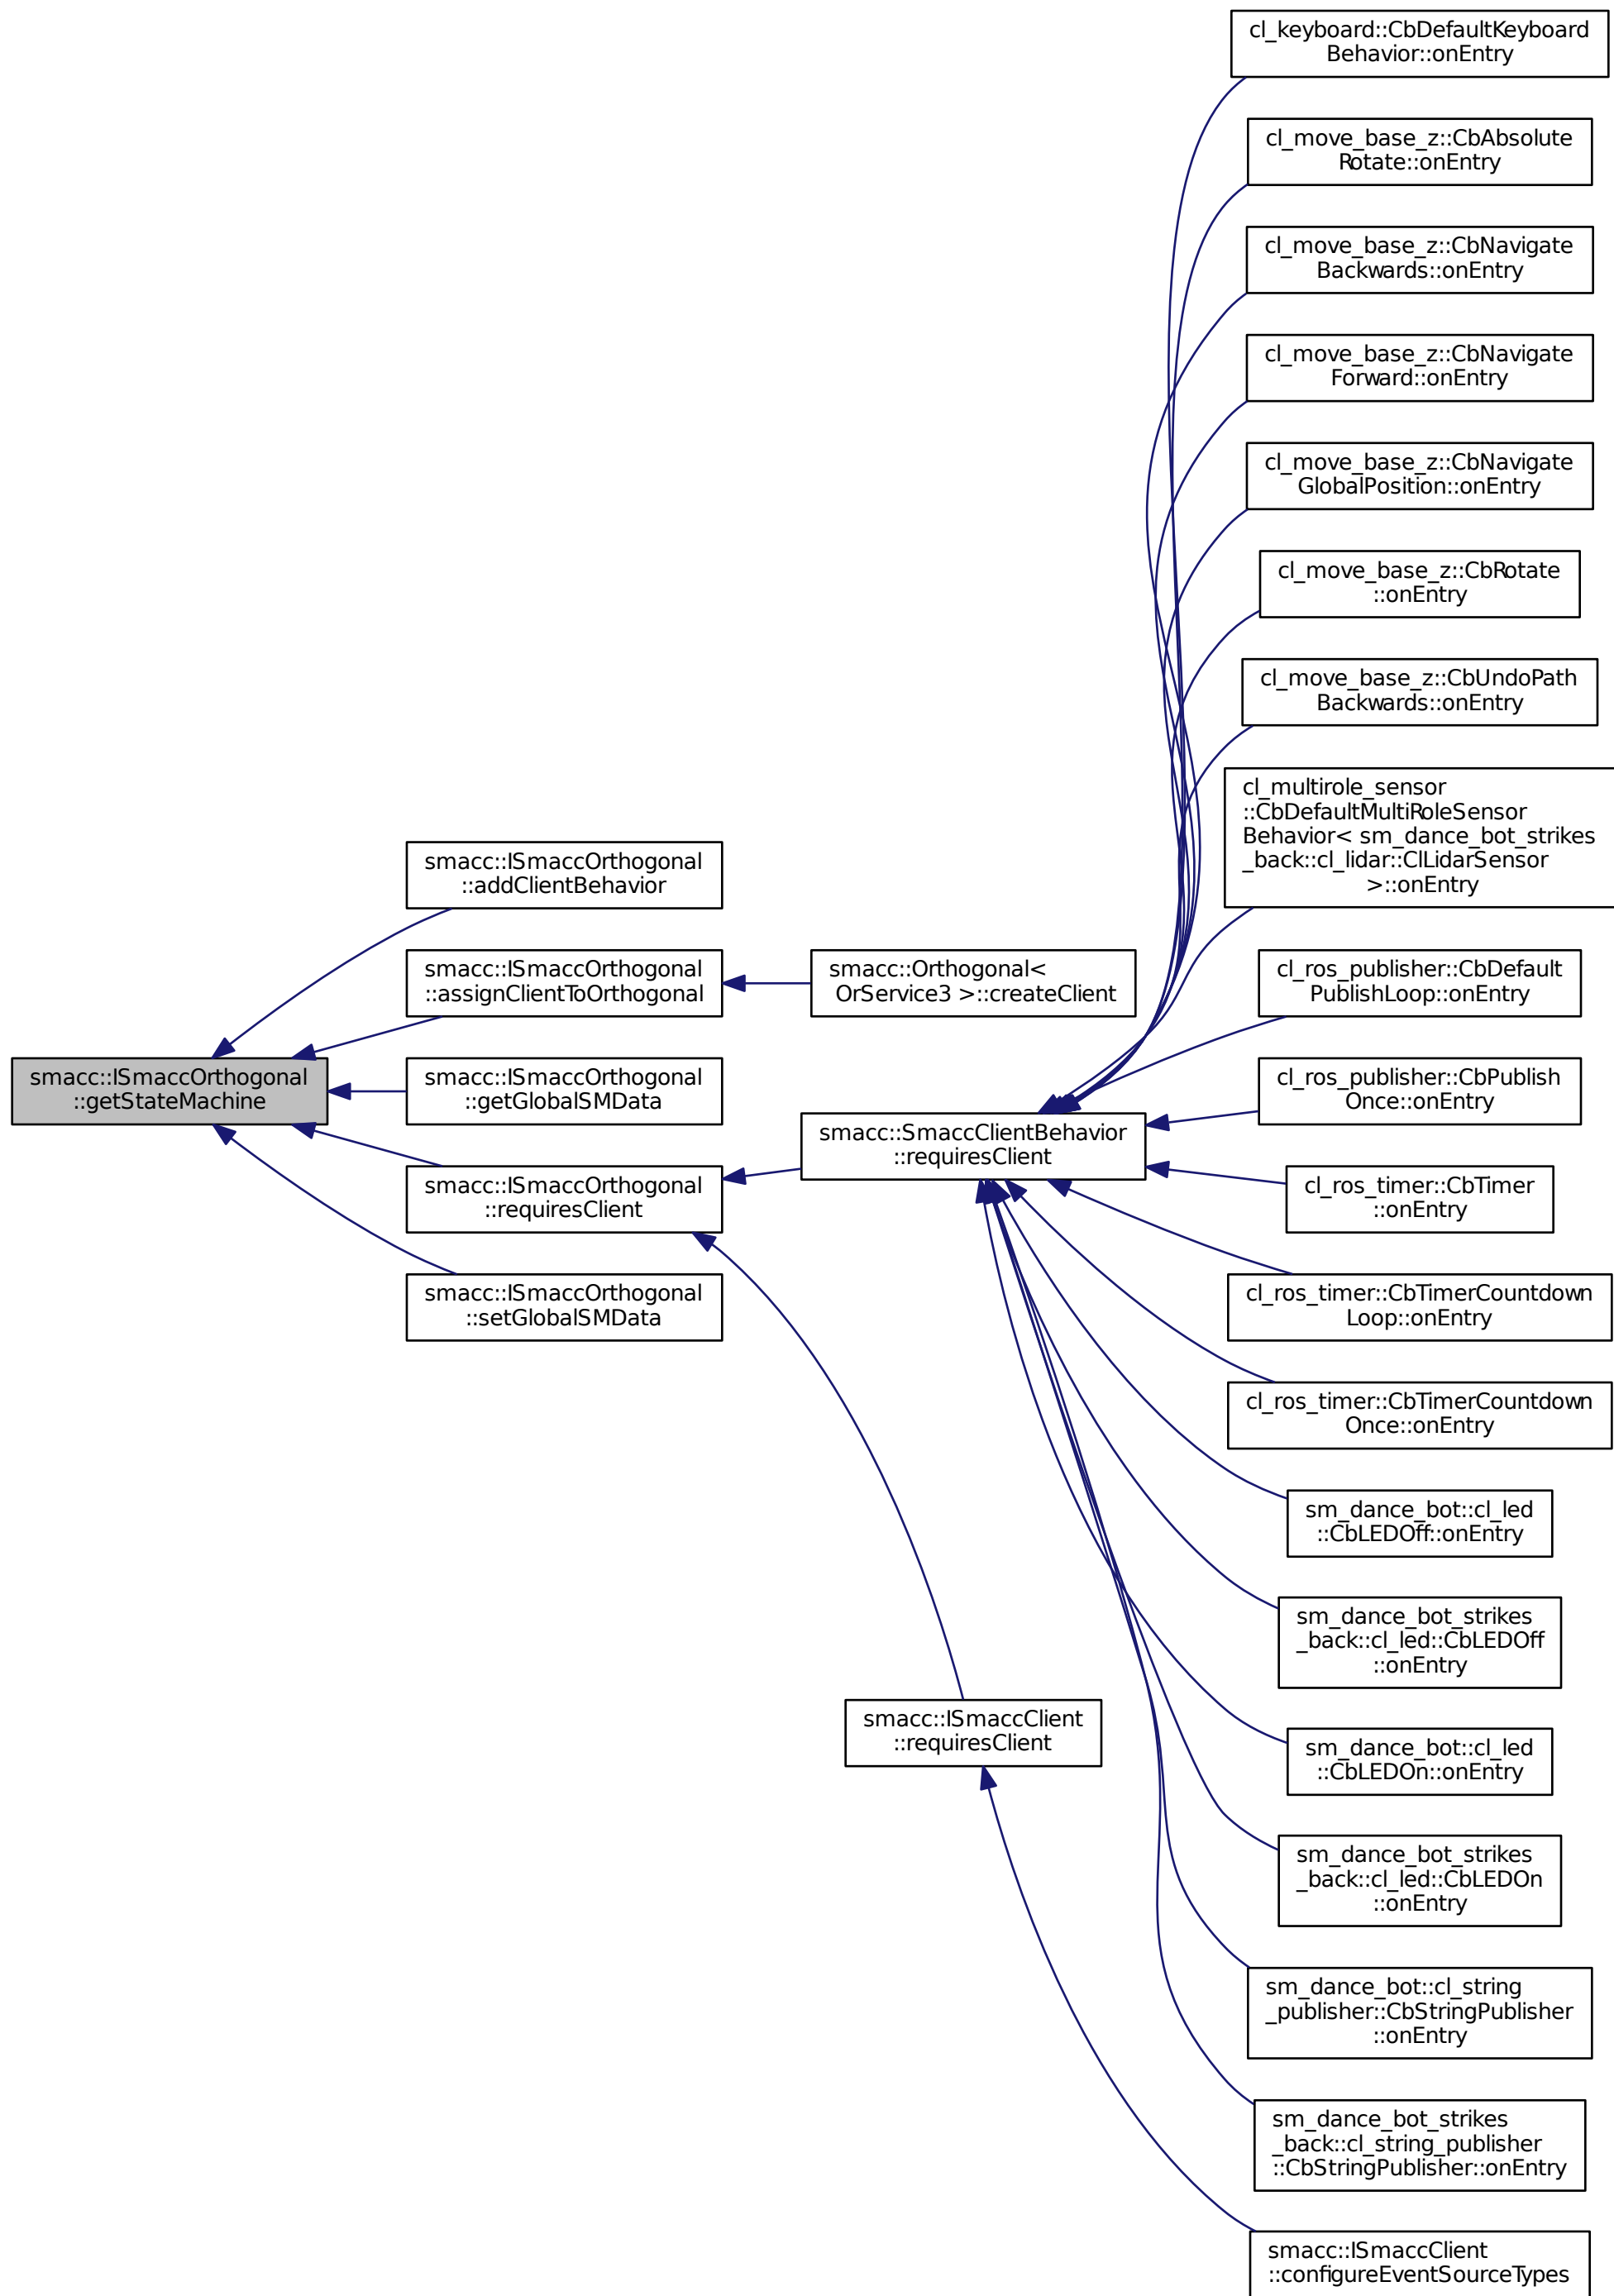 cl_keyboard::CbDefaultKeyboard
Behavior::onEntry
cl_move_base_z::CbAbsolute
Rotate::onEntry
cl_move_base_z::CbNavigate
Backwards::onEntry
cl_move_base_z::CbNavigate
Forward::onEntry
cl_move_base_z::CbNavigate
GlobalPosition::onEntry
cl_move_base_z::CbRotate
::onEntry
cl_move_base_z::CbUndoPath
Backwards::onEntry
cl_multirole_sensor
::CbDefaultMultiRoleSensor
Behavior< sm_dance_bot_strikes
_back::cl_lidar::ClLidarSensor
>::onEntry
smacc::ISmaccOrthogonal
::addClientBehavior
smacc::ISmaccOrthogonal
::assignClientToOrthogonal
smacc::Orthogonal<
OrService3 >::createClient
cl_ros_publisher::CbDefault
PublishLoop::onEntry
smacc::ISmaccOrthogonal
::getStateMachine
smacc::ISmaccOrthogonal
::getGlobalSMData
cl_ros_publisher::CbPublish
Once::onEntry
smacc::SmaccClientBehavior
::requiresClient
smacc::ISmaccOrthogonal
::requiresClient
cl_ros_timer::CbTimer
::onEntry
smacc::ISmaccOrthogonal
::setGlobalSMData
cl_ros_timer::CbTimerCountdown
Loop::onEntry
cl_ros_timer::CbTimerCountdown
Once::onEntry
sm_dance_bot::cl_led
::CbLEDOff::onEntry
sm_dance_bot_strikes
_back::cl_led::CbLEDOff
::onEntry
smacc::ISmaccClient
::requiresClient
sm_dance_bot::cl_led
::CbLEDOn::onEntry
sm_dance_bot_strikes
_back::cl_led::CbLEDOn
::onEntry
sm_dance_bot::cl_string
_publisher::CbStringPublisher
::onEntry
sm_dance_bot_strikes
_back::cl_string_publisher
::CbStringPublisher::onEntry
smacc::ISmaccClient
::configureEventSourceTypes